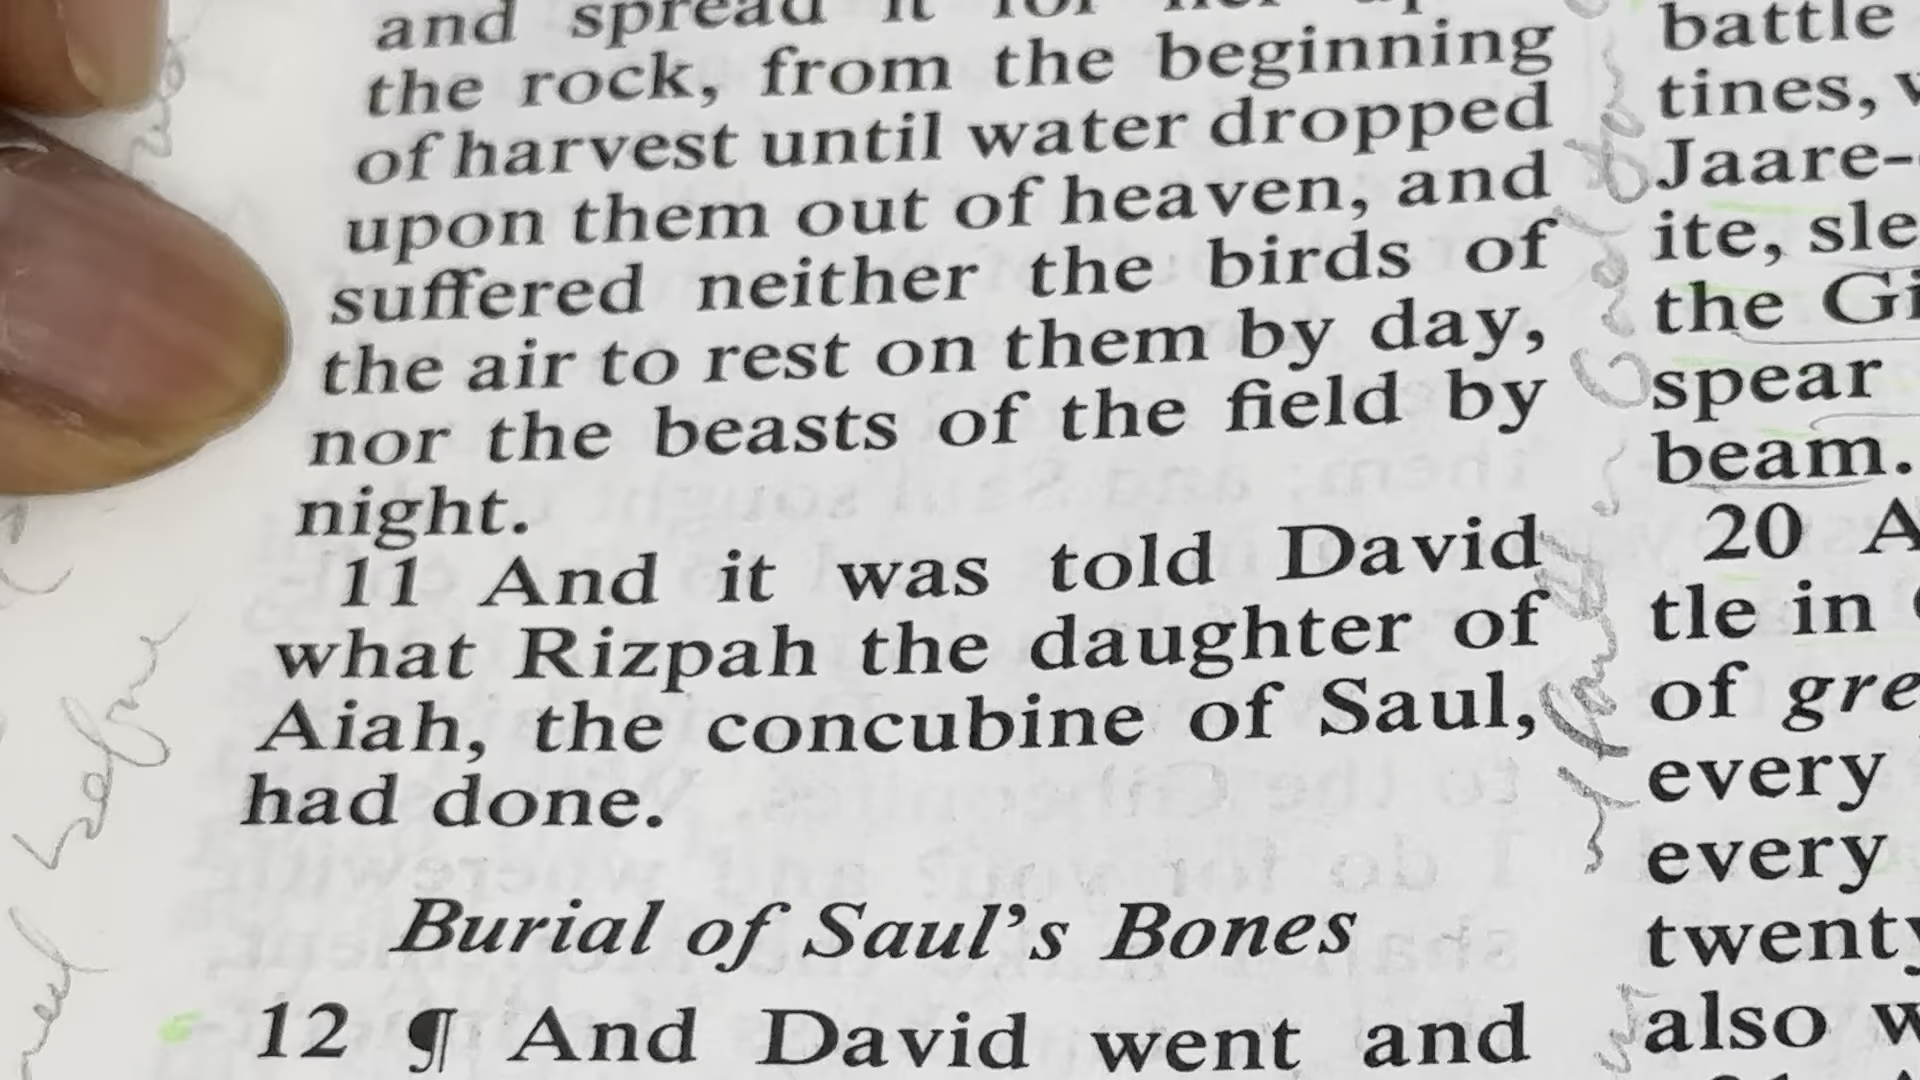 and spread it for her
the rock, from the beginning
of harvest until water dropped
upon them out of heaven, and
suffered neither the birds of
the air to rest on them by day,
nor the beasts of the field by
night.
11 And it was told David
what Rizpah the daughter of
Aiah, the concubine of Saul,
had done.
Burial of Saul's Bones
12 ¶ And David went and
battle
tines,
Jaare-
ite, sle
the Gi
spear
beam.
20 A
tle in
of gre
every
every
twenty
also w
before